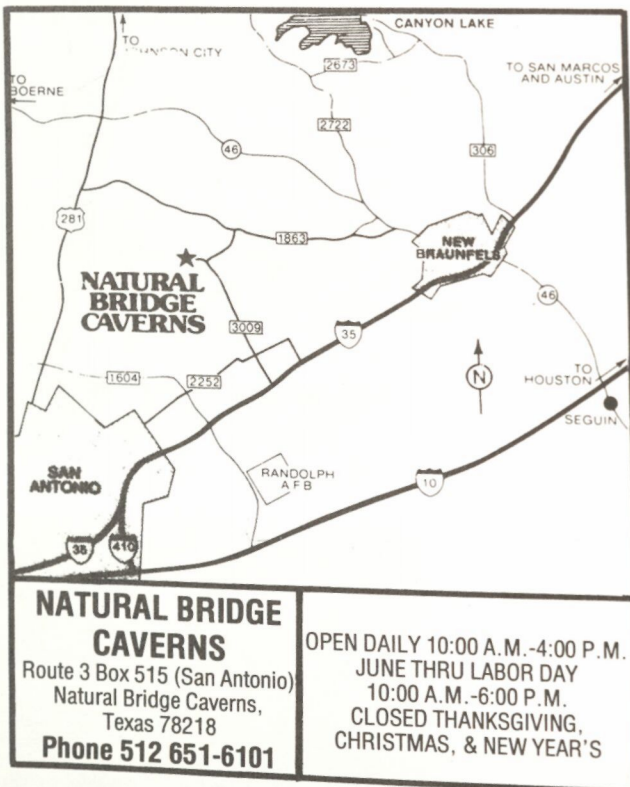 CANYON LAKE
TO
JOHNSON CITY
TO
BOERNE
2673
TO SAN MARCOS
AND AUSTIN
2722
46
306
281
1863
NEW
BRAUNFELS
NATURAL
BRIDGE
CAVERNS
3009
35
46
N
TO
HOUSTON
1604
2252
SEGUIN
SAN
ANTONIO
RANDOLPH
A F B
10
35
410
NATURAL BRIDGE
CAVERNS
Route 3 Box 515 (San Antonio)
Natural Bridge Caverns,
Texas 78218
Phone 512 651-6101
OPEN DAILY 10:00 A.M.-4:00 P.M.
JUNE THRU LABOR DAY
10:00 A.M.-6:00 P.M.
CLOSED THANKSGIVING,
CHRISTMAS, & NEW YEAR'S